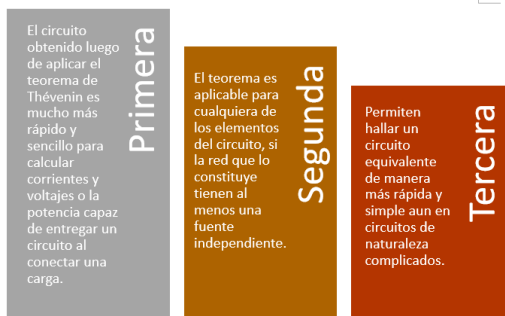 Primera
El circuito
obtenido luego
de aplicar el
teorema de
Thévenin es
mucho más
rápido y
sencillo para
calcular
corrientes y
voltajes o la
potencia capaz
de entregar un
circuito al
conectar una
carga.
Segunda
El teorema es
aplicable para
cualquiera de
los elementos
del circuito, si
la red que lo
constituye
tienen al
menos una
fuente
independiente.
Tercera
Permiten
hallar un
circuito
equivalente
de manera
más rápida y
simple aun en
circuitos de
naturaleza
complicados.